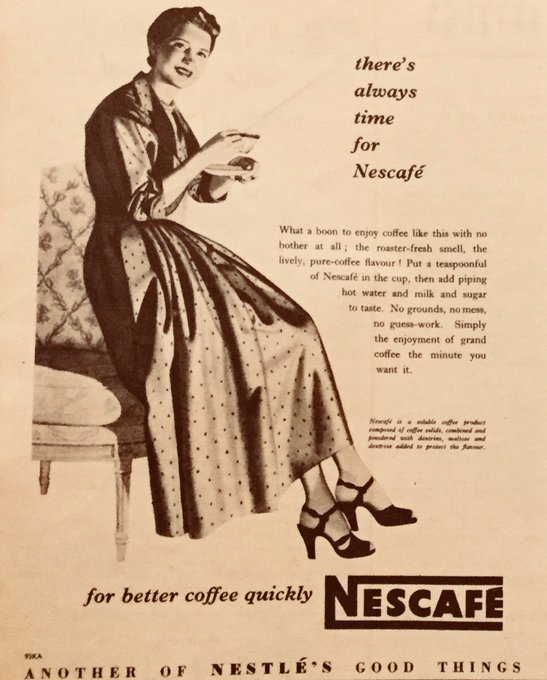 there's
always
time
for
Nescafé
What a boon to enjoy coffee like this with no
bother at all ; the roaster-fresh smell, the
lively, pure-coffee flavour ! Put a teaspoonful
of Nescafé in the cup, then add piping
hot water and milk and sugar
to taste. No grounds, no mess,
no guess-work. Simply
the enjoyment of grand
coffee the minute you
want it.
Nescafé is a soluble coffee product
composed of coffee solids, combined and
powdered with dextrins, maltose and
dextrose added to protect the flavour.
for better coffee quickly NESCAFÉ
93KA
ANOTHER OF NESTLÉ'S GOOD THINGS